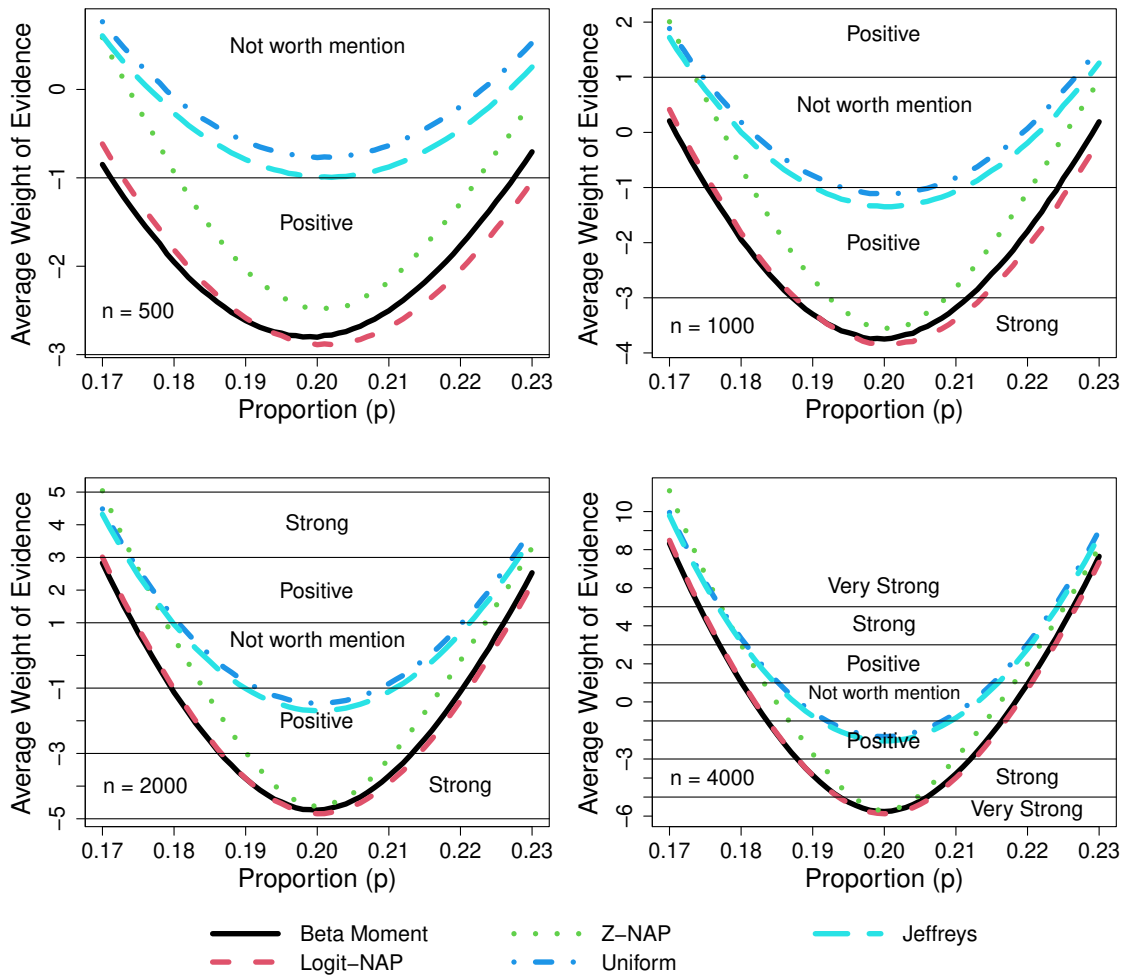 Average Weight of Evidence
0
−1
−2
−3
Not worth mention
Positive
n = 500
0.17 0.18 0.19 0.20 0.21 0.22 0.23
Proportion (p)
Average Weight of Evidence
2
1
0
−1
−2
−3
−4
Positive
Not worth mention
Positive
Strong
n = 1000
0.17 0.18 0.19 0.20 0.21 0.22 0.23
Proportion (p)
Average Weight of Evidence
5
4
3
2
1
−1
−3
−5
Strong
Positive
Not worth mention
Positive
Strong
n = 2000
0.17 0.18 0.19 0.20 0.21 0.22 0.23
Proportion (p)
Average Weight of Evidence
10
8
6
4
2
0
−3
−6
Very Strong
Strong
Positive
Not worth mention
Positive
Strong
Very Strong
n = 4000
0.17 0.18 0.19 0.20 0.21 0.22 0.23
Proportion (p)
Beta Moment
Logit−NAP
Z−NAP
Uniform
Jeffreys